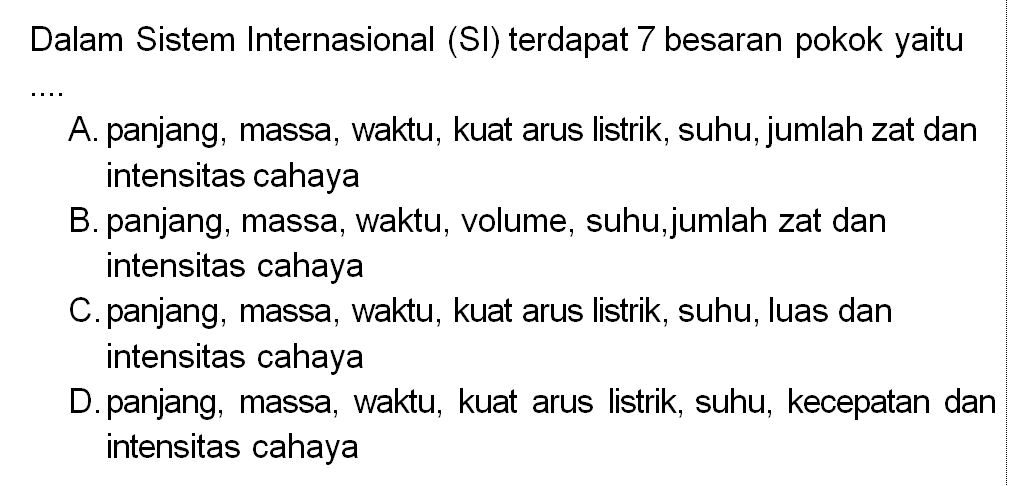 Dalam Sistem Internasional (SI) terdapat 7 besaran pokok yaitu
....
A. panjang, massa, waktu, kuat arus listrik, suhu, jumlah zat dan
intensitas cahaya
B. panjang, massa, waktu, volume, suhu,jumlah zat dan
intensitas cahaya
C. panjang, massa, waktu, kuat arus listrik, suhu, luas dan
intensitas cahaya
D. panjang, massa, waktu, kuat arus listrik, suhu, kecepatan dan
intensitas cahaya